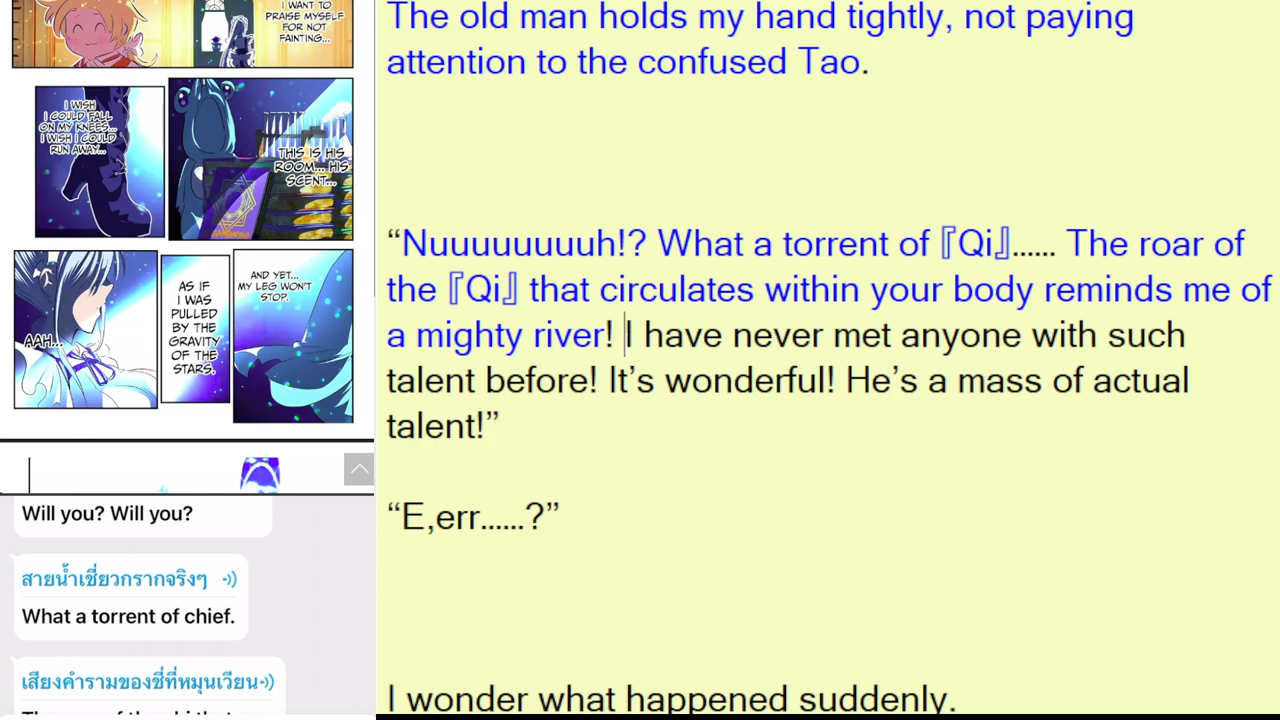 I WANT TO
PRAISE MYSELF
FOR NOT
FAINTING...
I WISH
I COULD FALL
ON MY KNEES...
I WISH I COULD
RUN AWAY...
THIS IS HIS
ROOM... HIS
SCENT...
AAH...
AS IF
I WAS
PULLED
BY THE
GRAVITY
OF THE
STARS.
AND YET...
MY LEG WON'T
STOP.
Will you? Will you?
สายน้ำเชี่ยวกรากจริงๆ
What a torrent of chief.
เสียงคำรามของชี่ที่หมุนเวียน
The old man holds my hand tightly, not paying
attention to the confused Tao.
“Nuuuuuuuuh!? What a torrent of『Qi』...... The roar of
the『Qi』that circulates within your body reminds me of
a mighty river! I have never met anyone with such
talent before! It’s wonderful! He’s a mass of actual
talent!”
“E,err......?”
I wonder what happened suddenly.